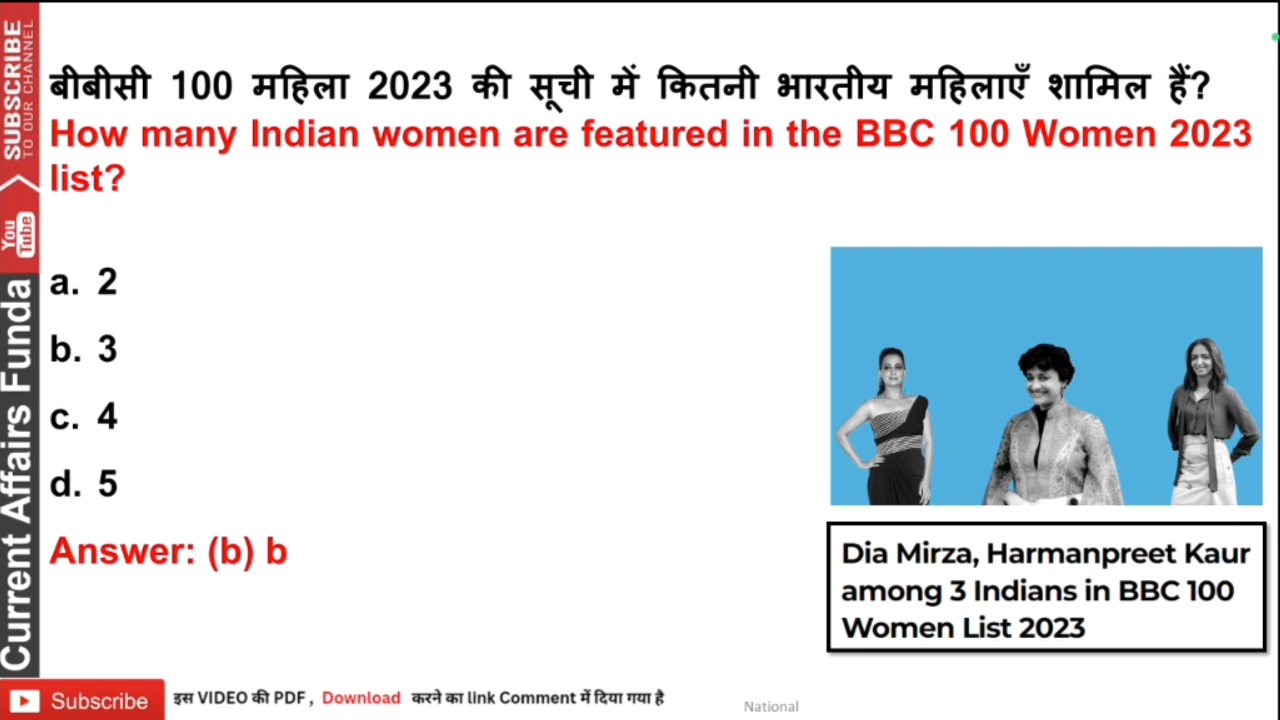 SUBSCRIBE
TO OUR CHANNEL
You
Tube
Current Affairs Funda
बीबीसी 100 महिला 2023 की सूची में कितनी भारतीय महिलाएँ शामिल हैं?
How many Indian women are featured in the BBC 100 Women 2023
list?
a. 2
b. 3
c. 4
d. 5
Answer: (b) b
Dia Mirza, Harmanpreet Kaur
among 3 Indians in BBC 100
Women List 2023
Subscribe
इस VIDEO की PDF , Download करने का link Comment में दिया गया है
National